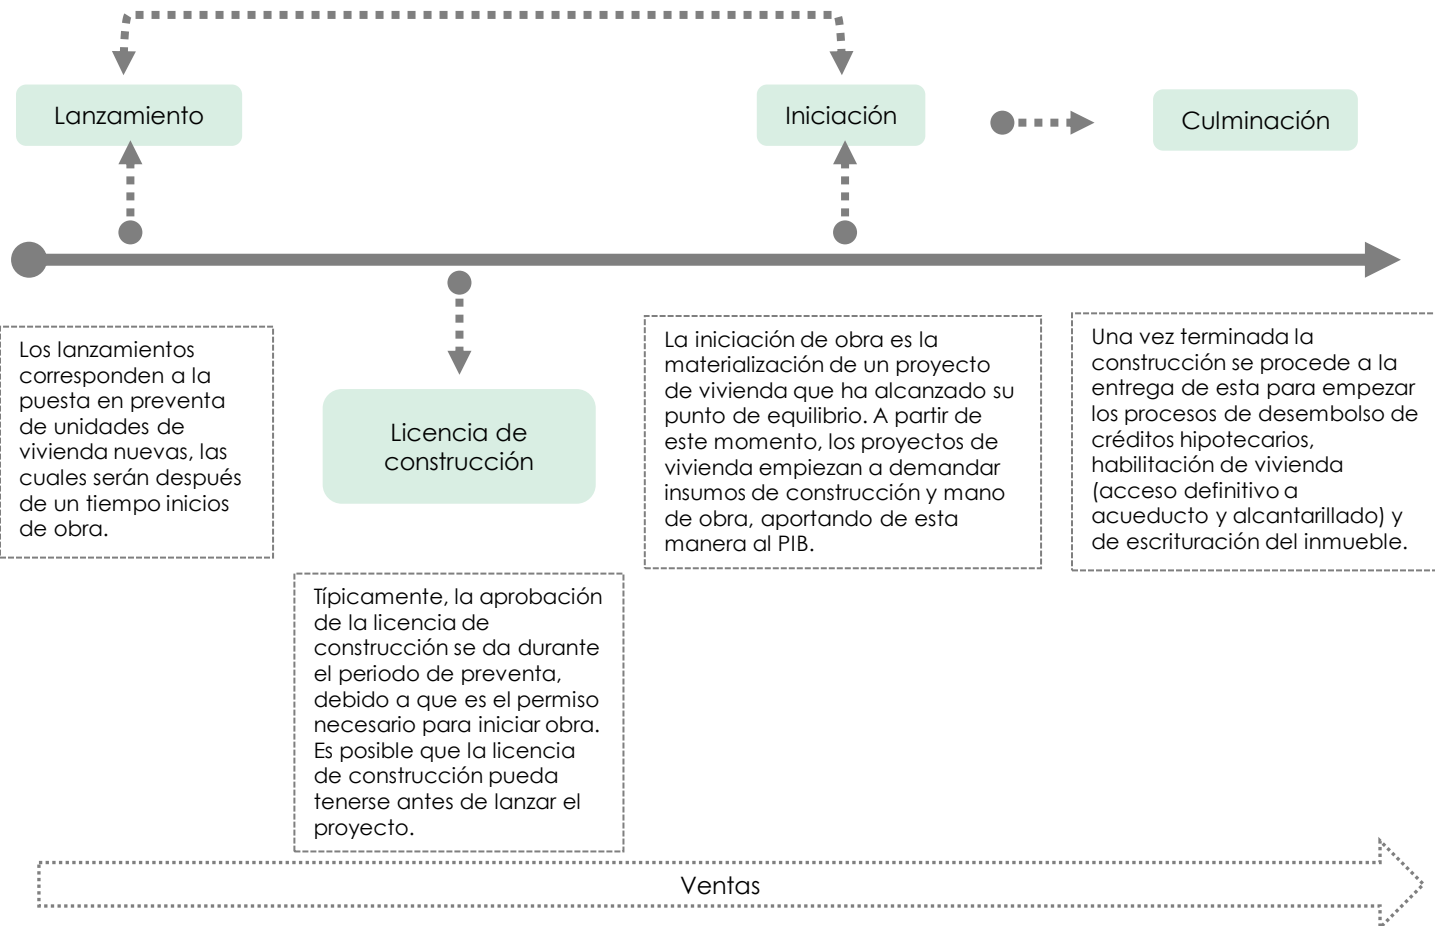 Lanzamiento
Iniciación
Culminación
Licencia de
construcción
Los lanzamientos
corresponden a la
puesta en preventa
de unidades de
vivienda nuevas, las
cuales serán después
de un tiempo inicios
de obra.
Típicamente, la aprobación
de la licencia de
construcción se da durante
el periodo de preventa,
debido a que es el permiso
necesario para iniciar obra.
Es posible que la licencia
de construcción pueda
tenerse antes de lanzar el
proyecto.
La iniciación de obra es la
materialización de un proyecto
de vivienda que ha alcanzado su
punto de equilibrio. A partir de
este momento, los proyectos de
vivienda empiezan a demandar
insumos de construcción y mano
de obra, aportando de esta
manera al PIB.
Una vez terminada la
construcción se procede a la
entrega de esta para empezar
los procesos de desembolso de
créditos hipotecarios,
habilitación de vivienda
(acceso definitivo a
acueducto y alcantarillado) y
de escrituración del inmueble.
Ventas